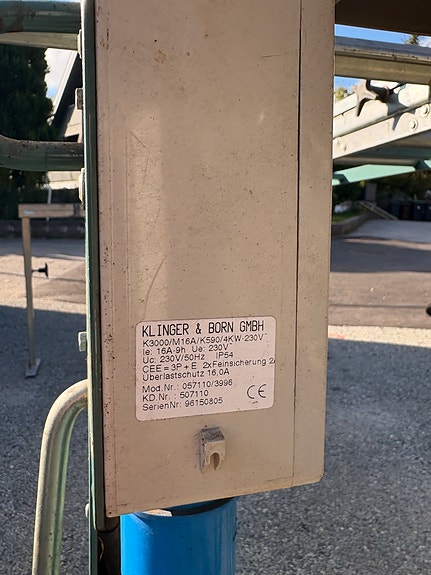 KLINGER & BORN GMBH
K3000/M16A/K590/4KW-230V
Ie: 16A-9h Ue: 230V~
Uc: 230V/50Hz IP54
CEE=3P+E 2xFeinsicherung 2A
Überlastschutz 16,0A
Mod.Nr.: 057110/3996
KD.Nr.: 507110
SerienNr: 96150805
CE